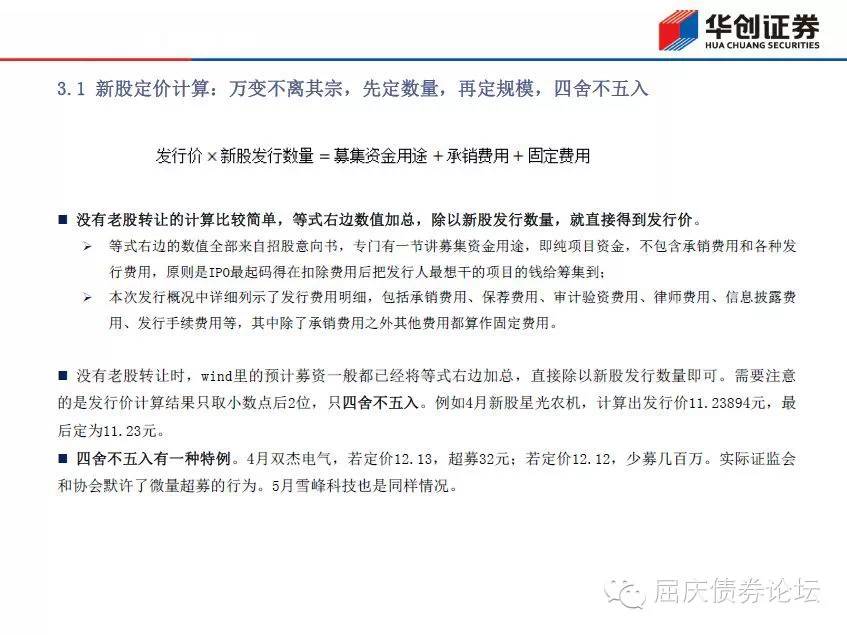 华创证券
HUA CHUANG SECURITIES
3.1 新股定价计算：万变不离其宗，先定数量，再定规模，四舍不五入
发行价×新股发行数量=募集资金用途+承销费用+固定费用
■ 没有老股转让的计算比较简单，等式右边数值加总，除以新股发行数量，就直接得到发行价。
➢ 等式右边的数值全部来自招股意向书，专门有一节讲募集资金用途，即纯项目资金，不包含承销费用和各种发
行费用，原则是IPO最起码得在扣除费用后把发行人最想干的项目的钱给筹集到；
➢ 本次发行概况中详细列示了发行费用明细，包括承销费用、保荐费用、审计验资费用、律师费用、信息披露费
用、发行手续费用等，其中除了承销费用之外其他费用都算作固定费用。
■ 没有老股转让时，wind里的预计募资一般都已经将等式右边加总，直接除以新股发行数量即可。需要注意
的是发行价计算结果只取小数点后2位，只四舍不五入。例如4月新股星光农机，计算出发行价11.23894元，最
后定为11.23元。
■ 四舍不五入有一种特例。4月双杰电气，若定价12.13，超募32元；若定价12.12，少募几百万。实际证监会
和协会默许了微量超募的行为。5月雪峰科技也是同样情况。
屈庆债券论坛